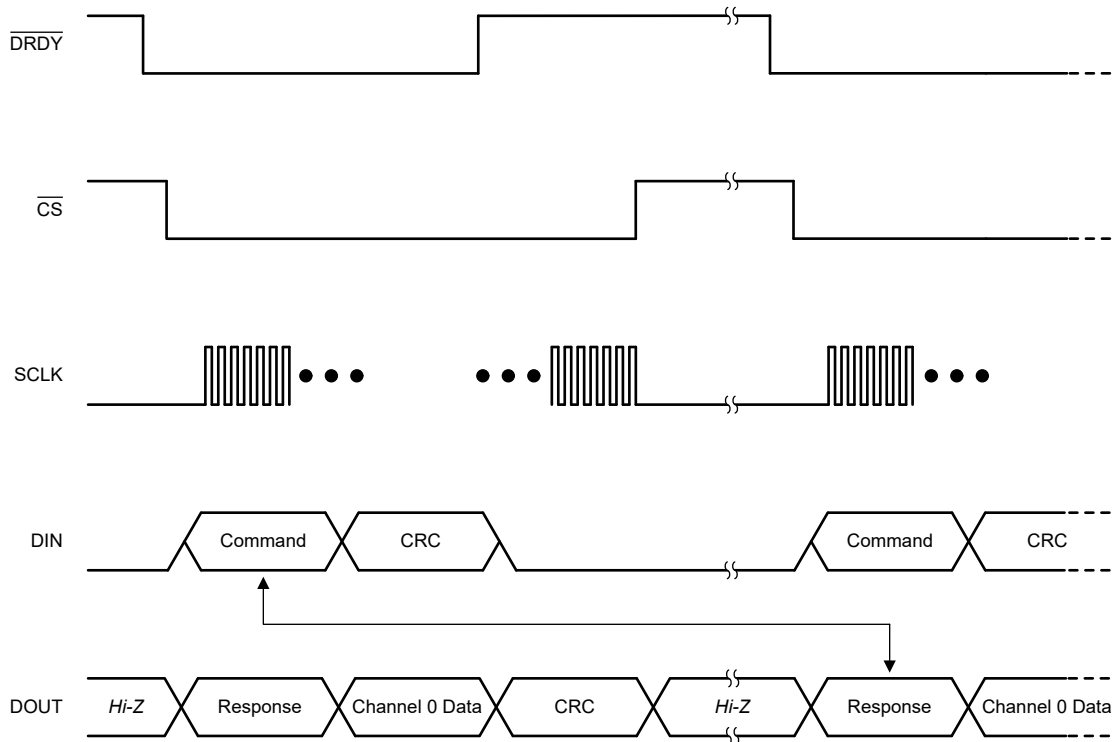 DRDY
CS
SCLK
DIN
Command
CRC
Command
CRC
DOUT
Hi-Z
Response
Channel 0 Data
CRC
Hi-Z
Response
Channel 0 Data